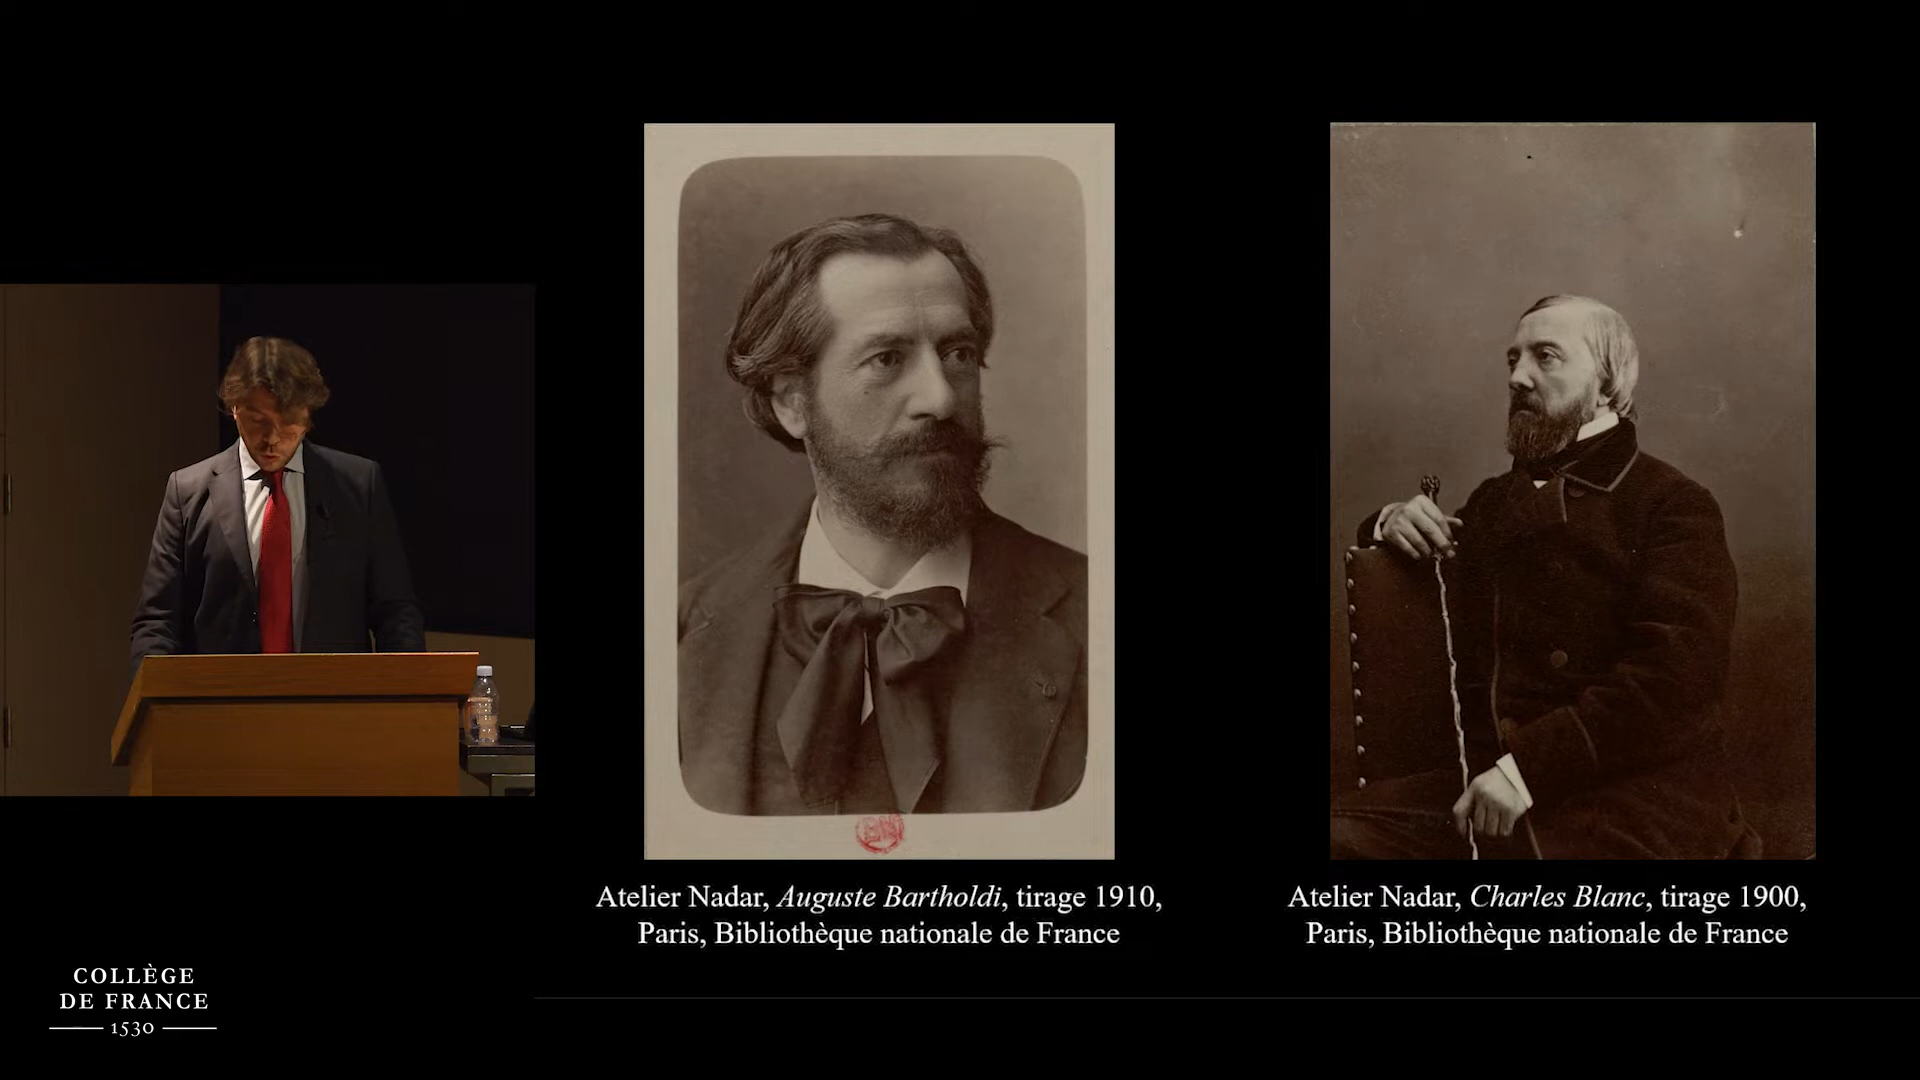 Atelier Nadar, Auguste Bartholdi, tirage 1910,
Paris, Bibliothèque nationale de France
Atelier Nadar, Charles Blanc, tirage 1900,
Paris, Bibliothèque nationale de France
COLLÈGE
DE FRANCE
1530